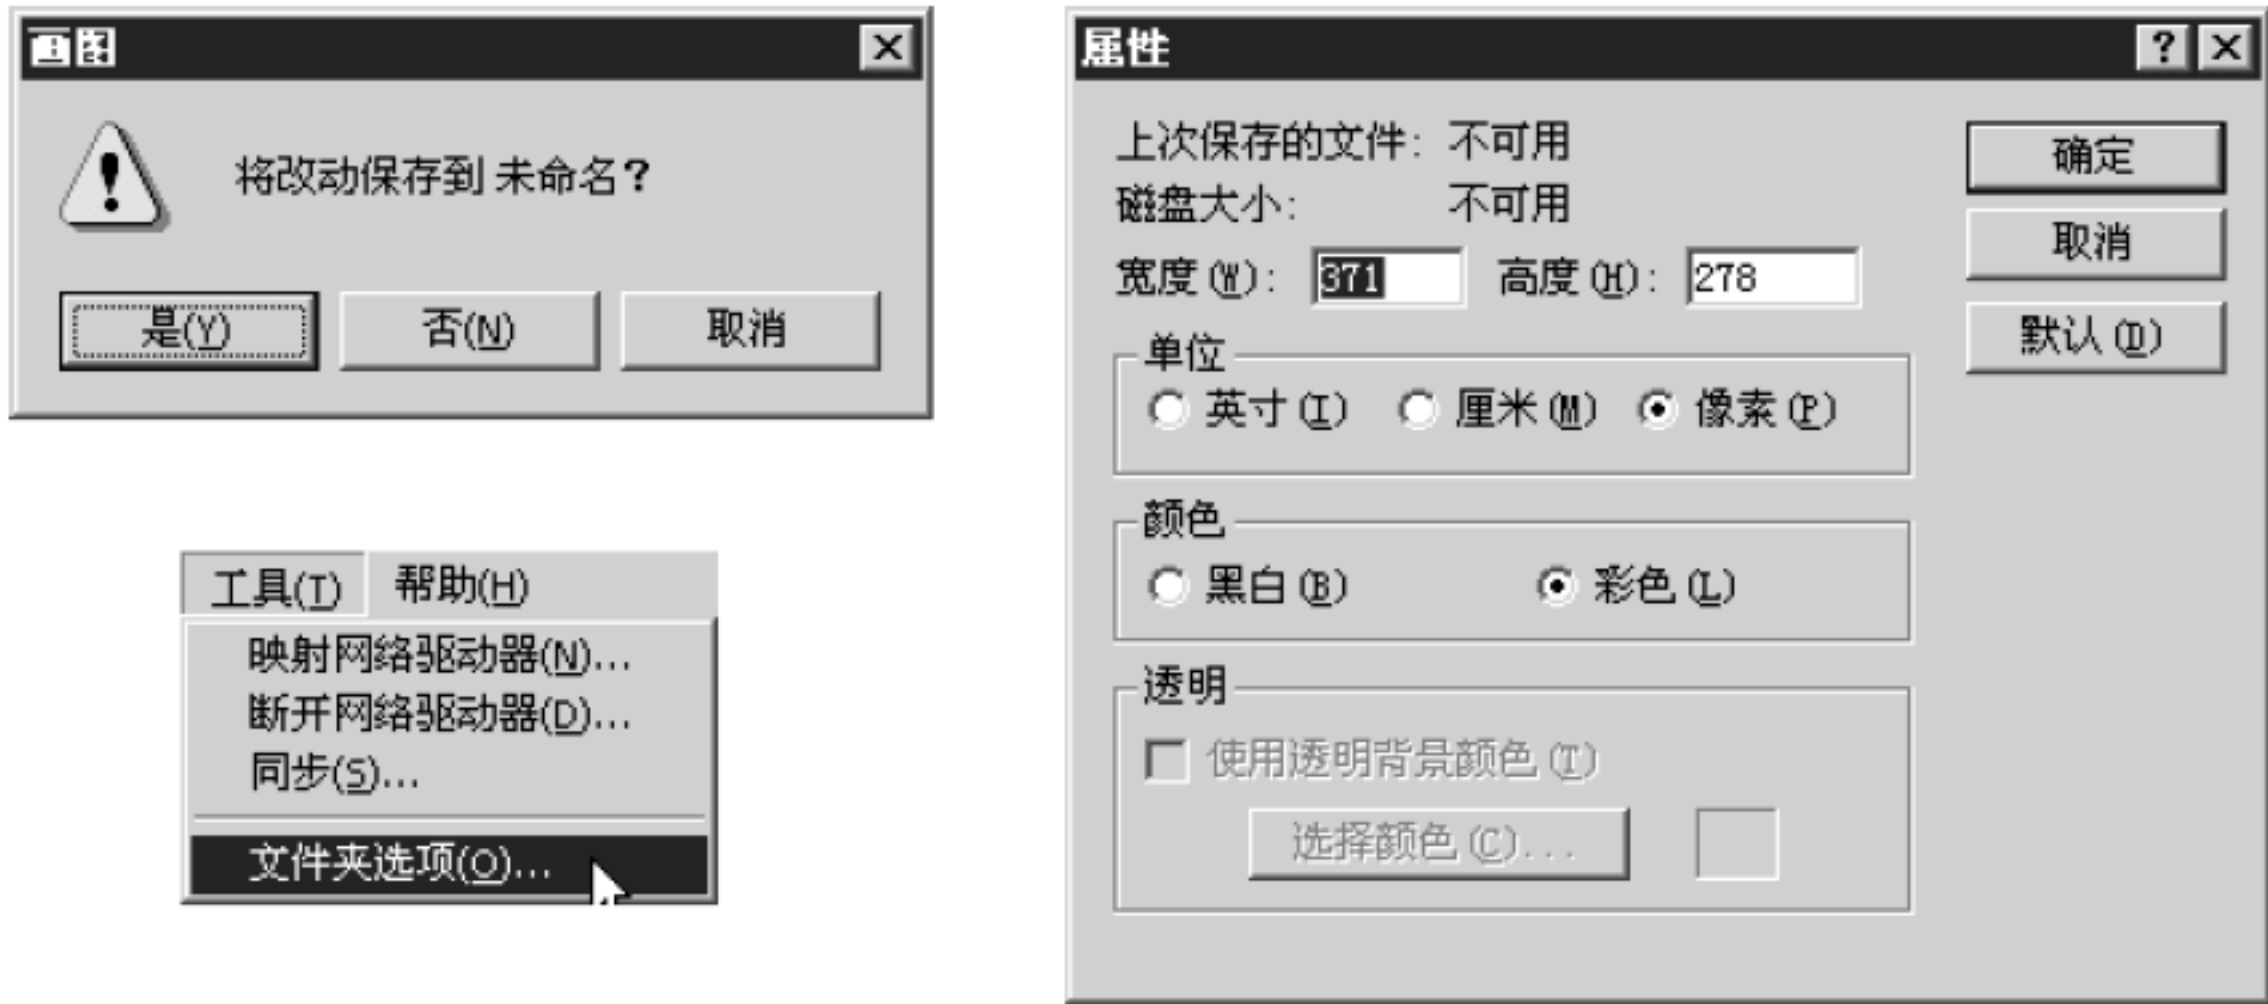 画图
将改动保存到 未命名?
是(Y) 否(N) 取消
工具(T) 帮助(H)
映射网络驱动器(N)...
断开网络驱动器(D)...
同步(S)...
文件夹选项(O)...
属性
上次保存的文件: 不可用
磁盘大小: 不可用
宽度(W): 371 高度(H): 278
确定
取消
默认(D)
单位
英寸(I) 厘米(M) 像素(P)
颜色
黑白(B) 彩色(L)
透明
使用透明背景颜色(T)
选择颜色(C)...